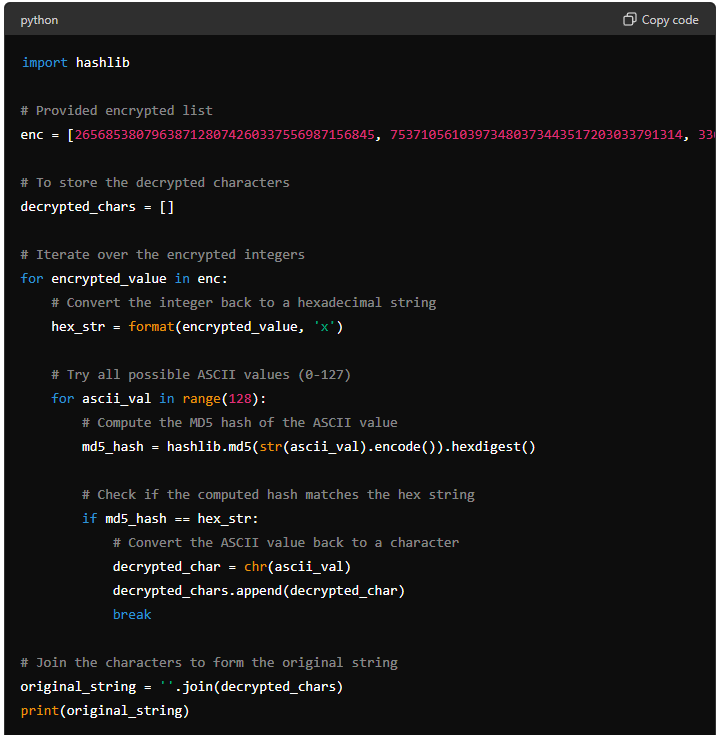 python
Copy code
import hashlib
# Provided encrypted list
enc = [265685380796387128074260337556987156845, 75371056103973480373443517203033791314, 336
# To store the decrypted characters
decrypted_chars = []
# Iterate over the encrypted integers
for encrypted_value in enc:
    # Convert the integer back to a hexadecimal string
    hex_str = format(encrypted_value, 'x')
    # Try all possible ASCII values (0-127)
    for ascii_val in range(128):
        # Compute the MD5 hash of the ASCII value
        md5_hash = hashlib.md5(str(ascii_val).encode()).hexdigest()
        # Check if the computed hash matches the hex string
        if md5_hash == hex_str:
            # Convert the ASCII value back to a character
            decrypted_char = chr(ascii_val)
            decrypted_chars.append(decrypted_char)
            break
# Join the characters to form the original string
original_string = ''.join(decrypted_chars)
print(original_string)